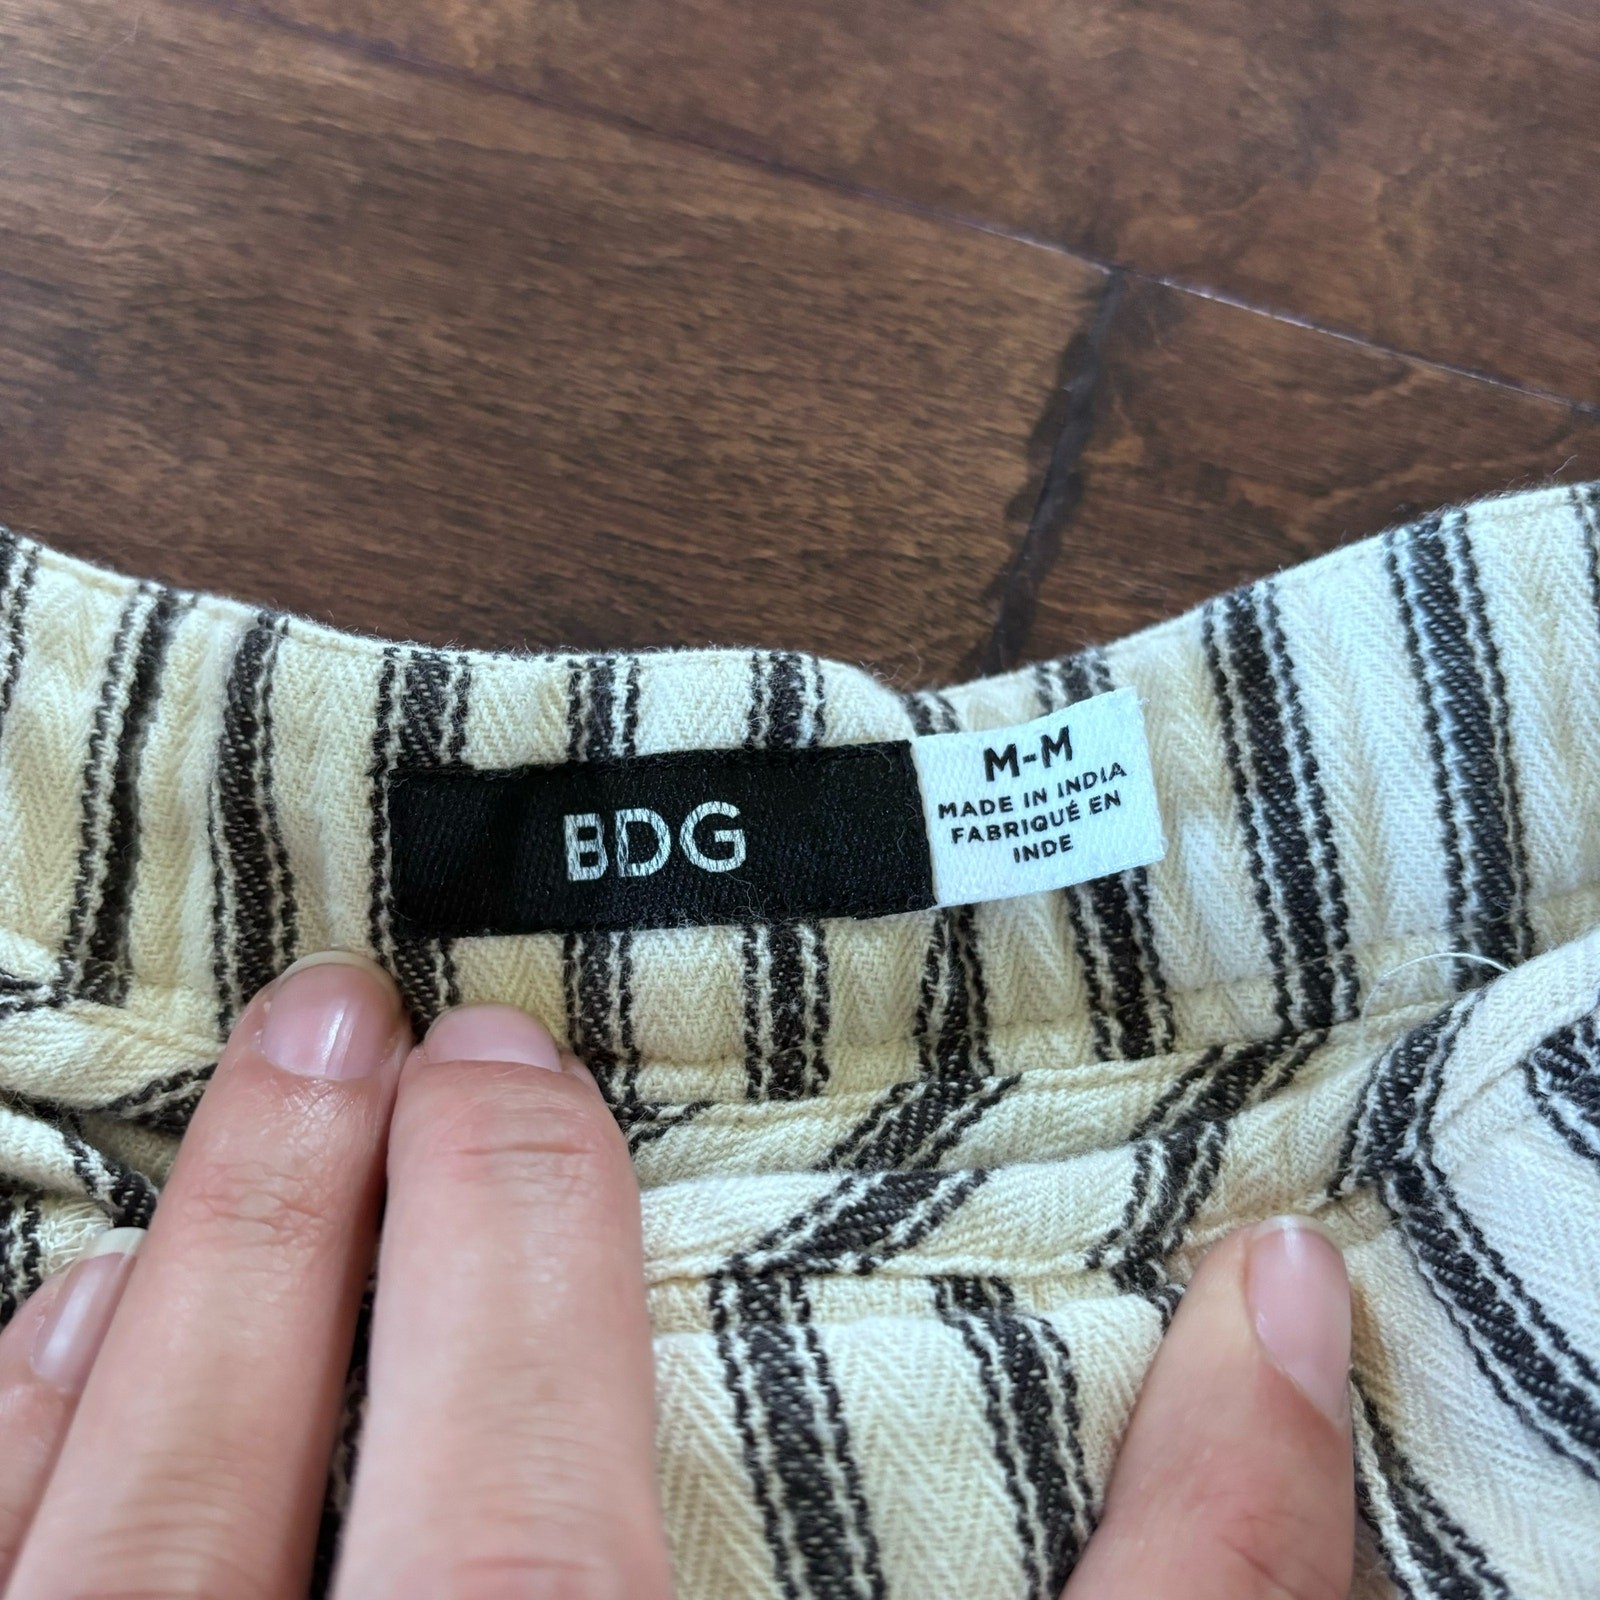 BDG
M-M
MADE IN INDIA
FABRIQUÉ EN
INDE